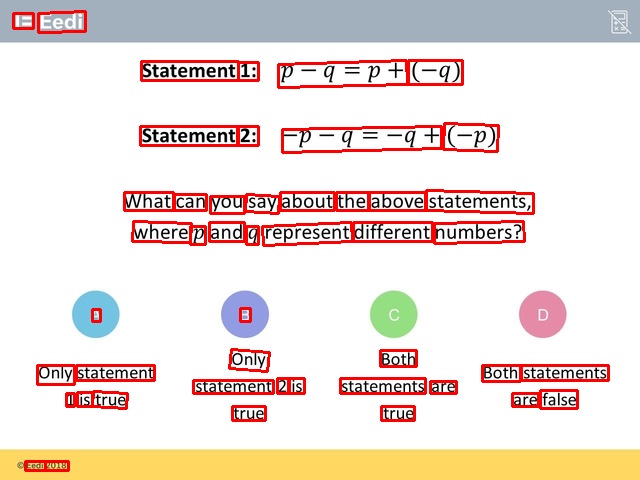 Eedi
Statement 1: p − q = p + (−q)
Statement 2: −p − q = −q + (−p)
What can you say about the above statements,
where p and q represent different numbers?
C
D
Only statement 1 is true
Only statement 2 is true
Both statements are true
Both statements are false
© Eedi 2018